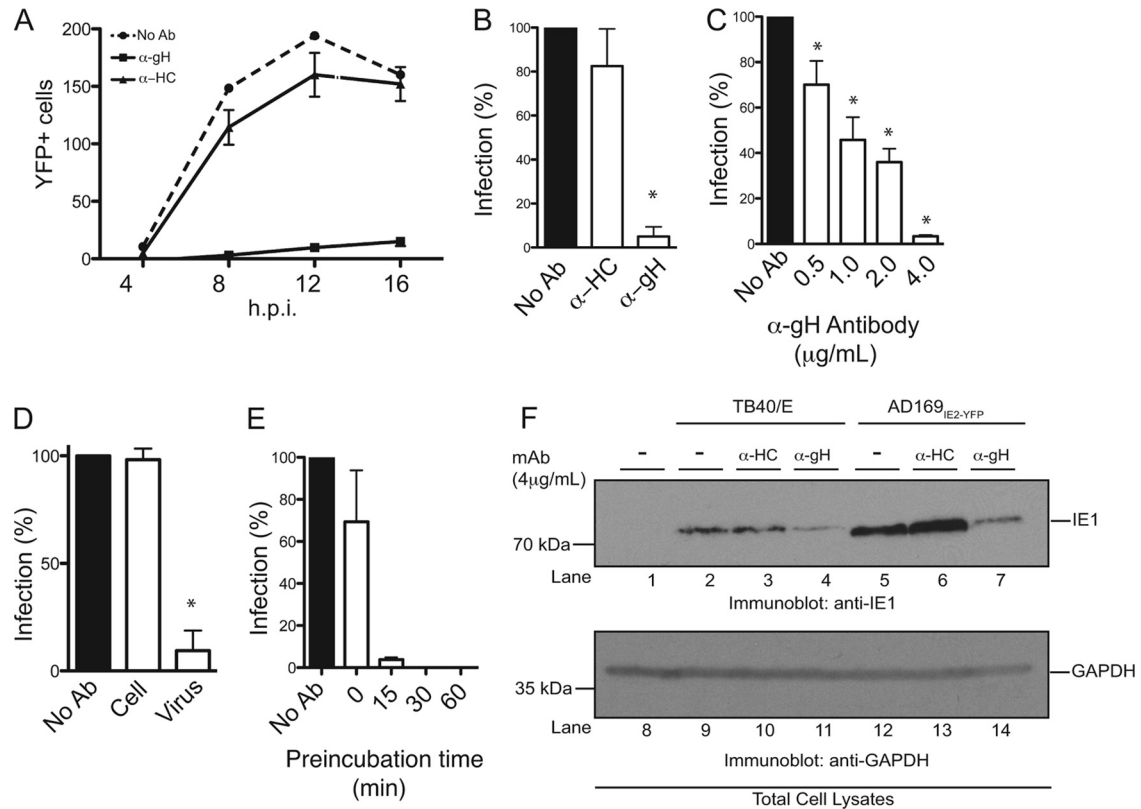 A
No Ab
α-gH
α–HC
YFP+ cells
200
150
100
50
0
4 8 12 16
h.p.i.
B
Infection (%)
100
80
60
40
20
0
*
No Ab α–HC α–gH
C
Infection (%)
100
80
60
40
20
0
* * * *
No Ab 0.5 1.0 2.0 4.0
α-gH Antibody
(μg/mL)
D
Infection (%)
100
50
0
*
No Ab Cell Virus
E
Infection (%)
100
80
60
40
20
0
No Ab 0 15 30 60
Preincubation time
(min)
F
TB40/E AD169IE2-YFP
mAb - - α-HC α-gH - α-HC α-gH
(4μg/mL)
IE1
70 kDa
Lane 1 2 3 4 5 6 7
Immunoblot: anti-IE1
GAPDH
35 kDa
Lane 8 9 10 11 12 13 14
Immunoblot: anti-GAPDH
Total Cell Lysates